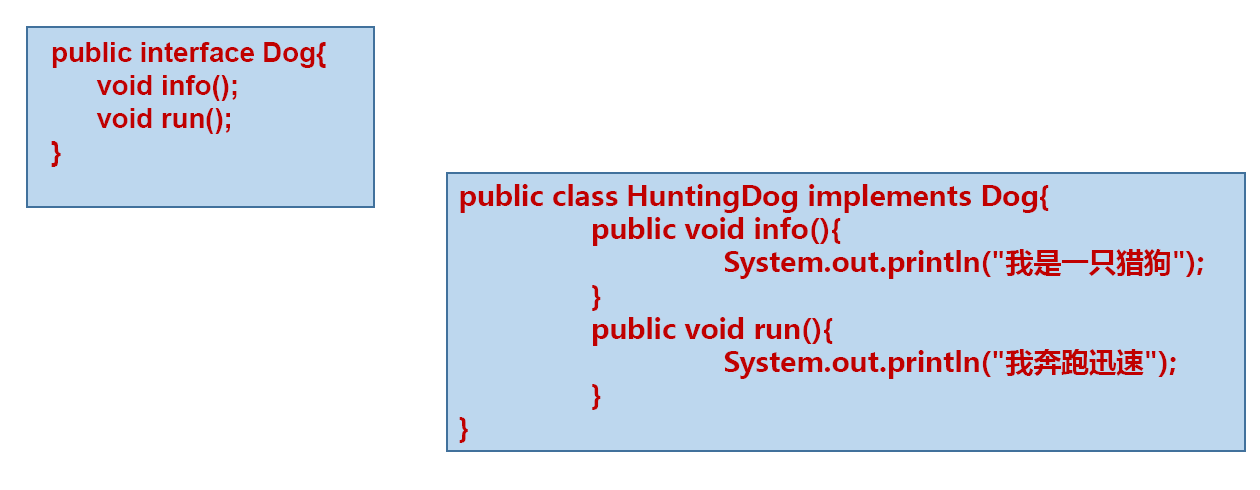 public interface Dog{
void info();
void run();
}
public class HuntingDog implements Dog{
public void info(){
System.out.println("我是一只猎狗");
}
public void run(){
System.out.println("我奔跑迅速");
}
}